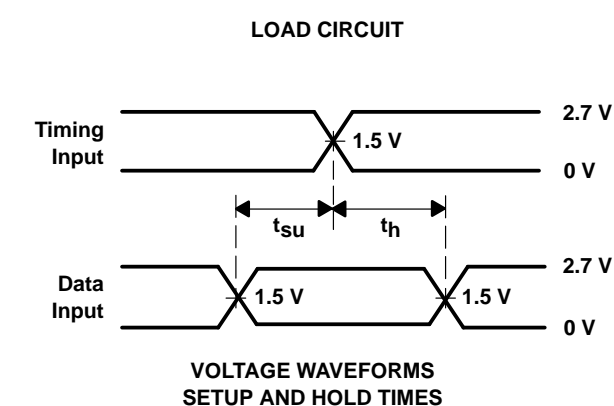 LOAD CIRCUIT
Timing
Input
2.7 V
1.5 V
0 V
tsu
th
Data
Input
2.7 V
1.5 V
1.5 V
0 V
VOLTAGE WAVEFORMS
SETUP AND HOLD TIMES